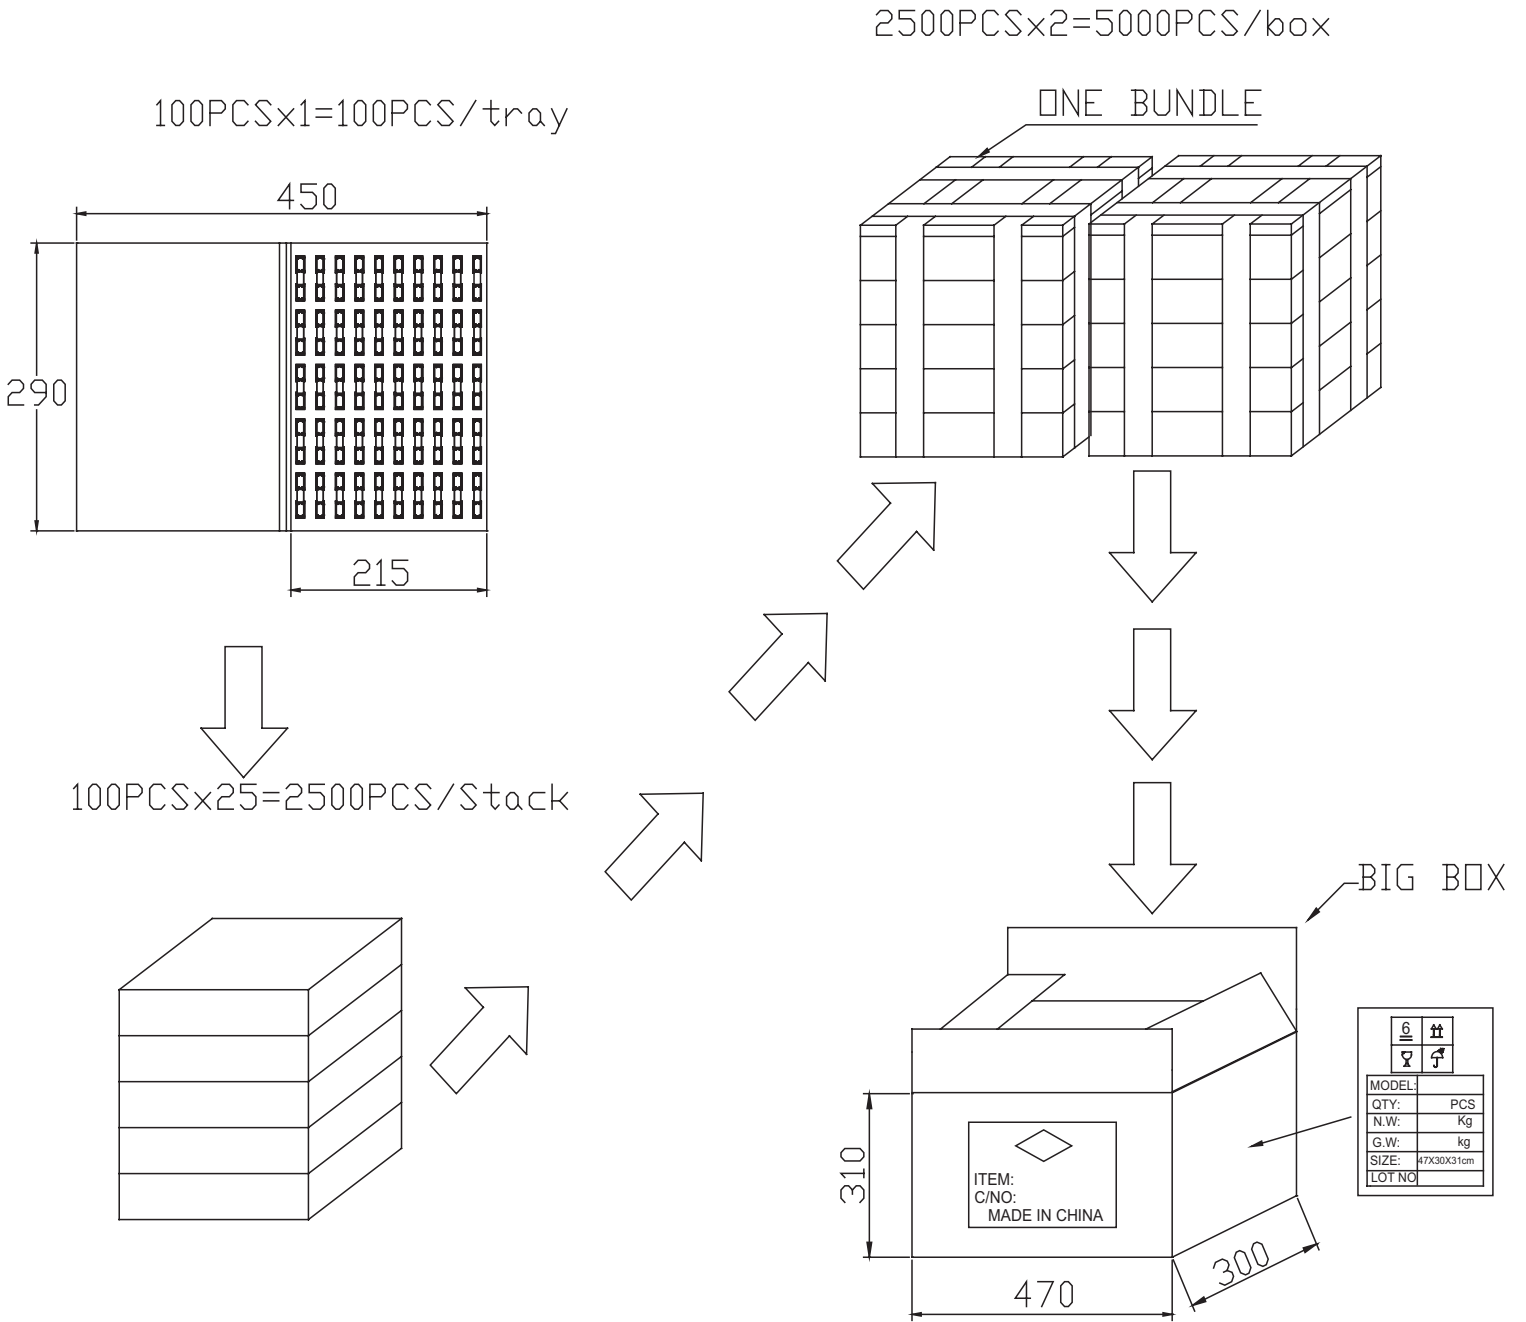 2500PCSx2=5000PCS/box
100PCSx1=100PCS/tray
ONE BUNDLE
450
290
215
100PCSx25=2500PCS/Stack
BIG BOX
6
MODEL:
QTY: PCS
N.W: Kg
G.W: kg
SIZE: 47X30X31cm
LOT NO
310
ITEM:
C/NO:
MADE IN CHINA
300
470